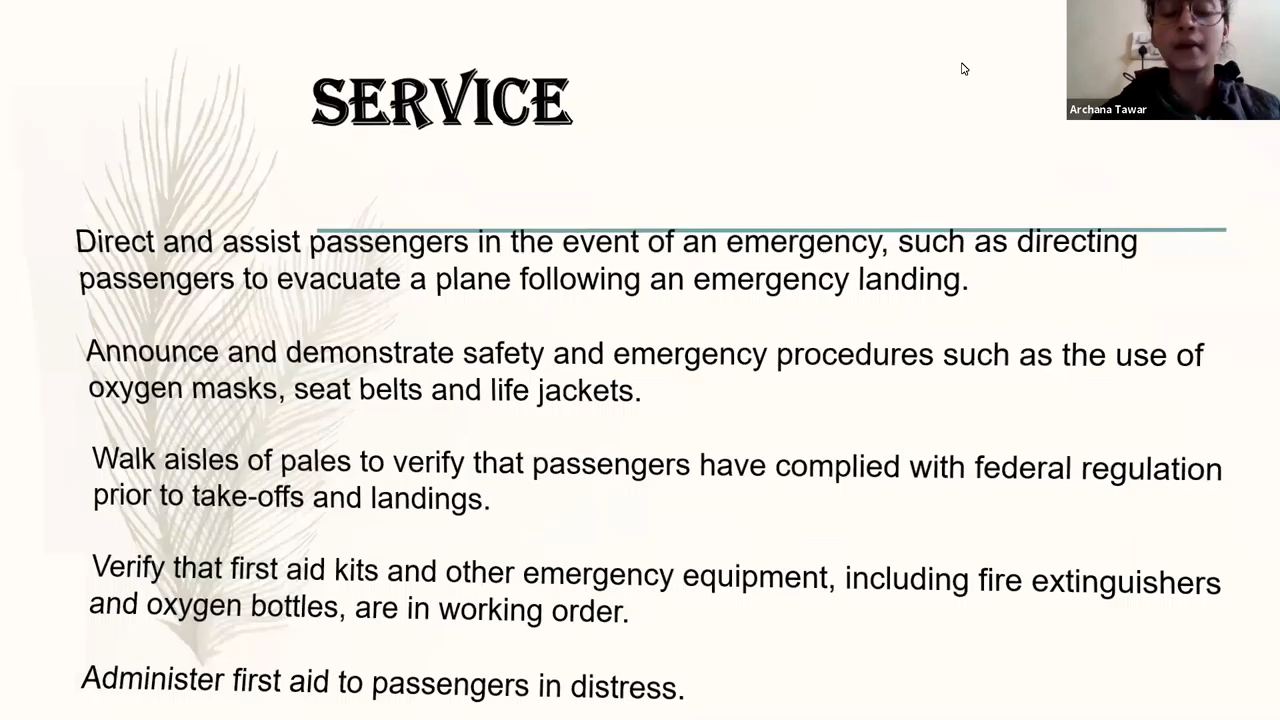 SERVICE
Archana Tawar
Direct and assist passengers in the event of an emergency, such as directing
passengers to evacuate a plane following an emergency landing.
Announce and demonstrate safety and emergency procedures such as the use of
oxygen masks, seat belts and life jackets.
Walk aisles of pales to verify that passengers have complied with federal regulation
prior to take-offs and landings.
Verify that first aid kits and other emergency equipment, including fire extinguishers
and oxygen bottles, are in working order.
Administer first aid to passengers in distress.